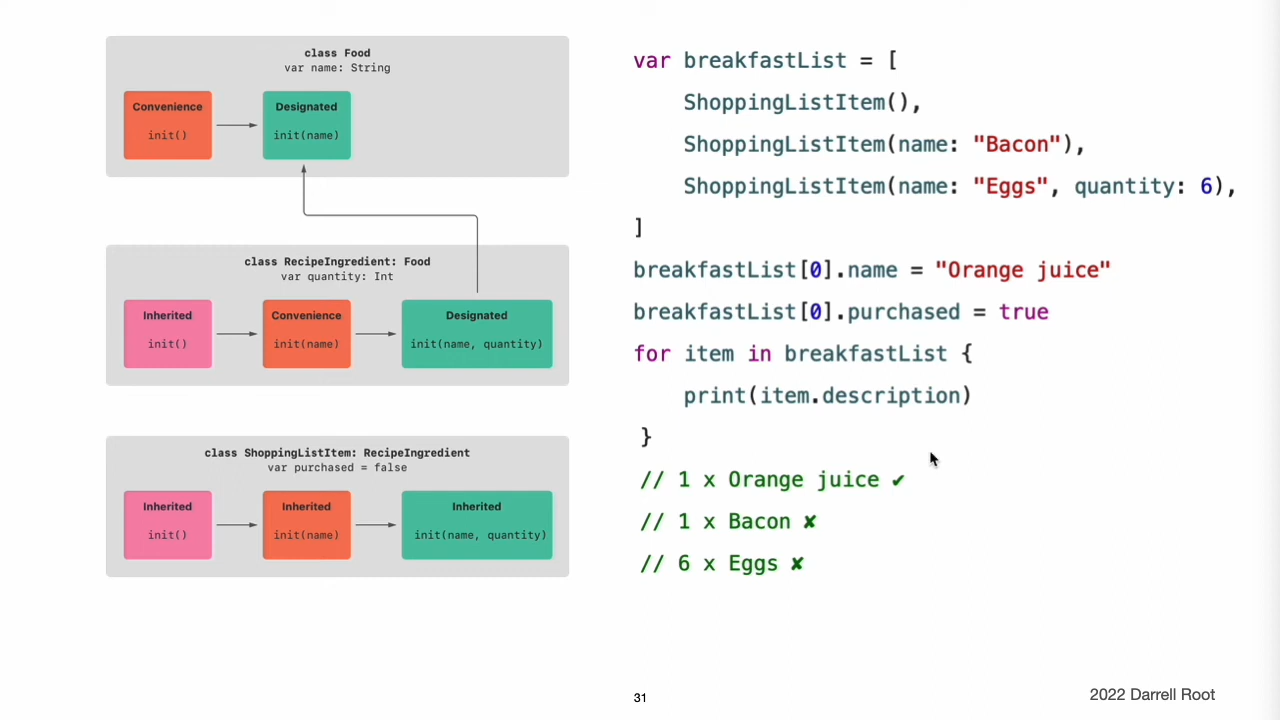 class Food
var name: String
Convenience
init()
Designated
init(name)
class RecipeIngredient: Food
var quantity: Int
Inherited
init()
Convenience
init(name)
Designated
init(name, quantity)
class ShoppingListItem: RecipeIngredient
var purchased = false
Inherited
init()
Inherited
init(name)
Inherited
init(name, quantity)
var breakfastList = [
    ShoppingListItem(),
    ShoppingListItem(name: "Bacon"),
    ShoppingListItem(name: "Eggs", quantity: 6),
]
breakfastList[0].name = "Orange juice"
breakfastList[0].purchased = true
for item in breakfastList {
    print(item.description)
}
// 1 x Orange juice ✔
// 1 x Bacon ✘
// 6 x Eggs ✘
31
2022 Darrell Root